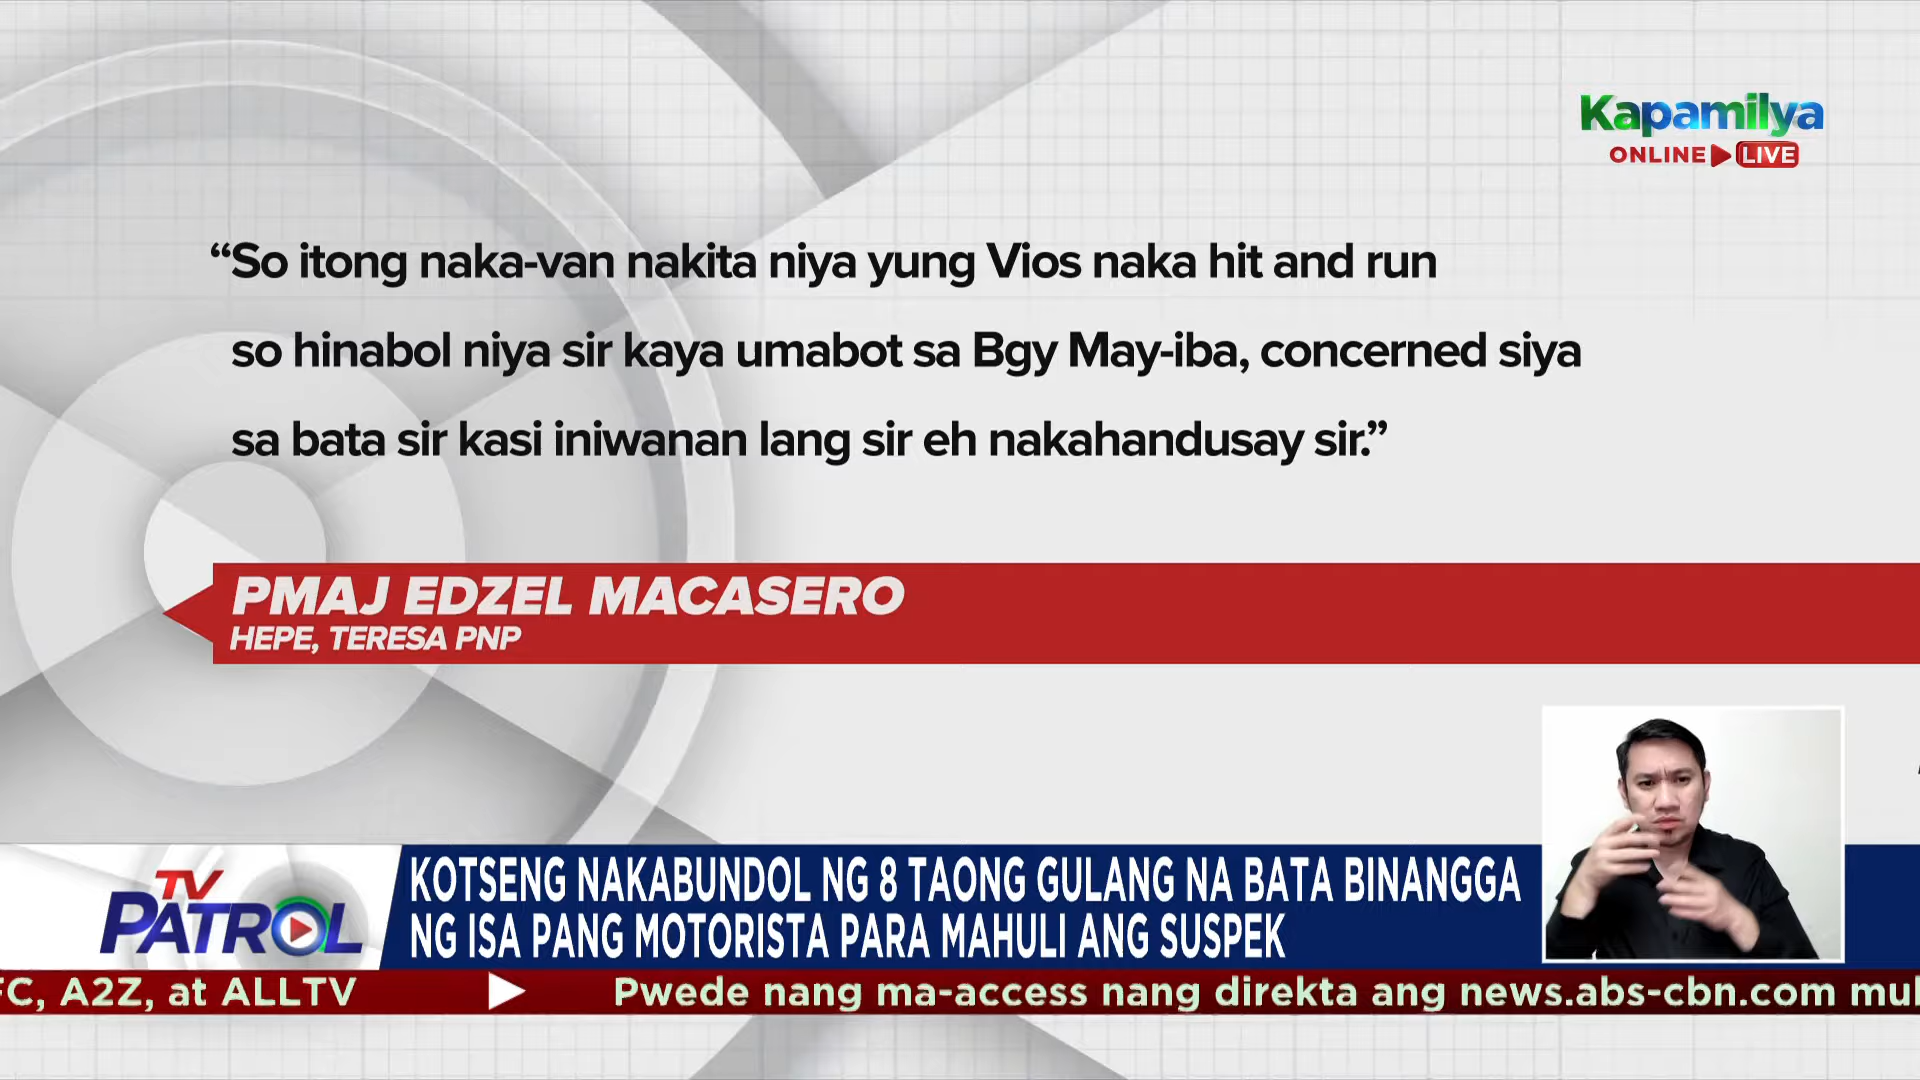 Kapamilya
ONLINE LIVE
“So itong naka-van nakita niya yung Vios naka hit and run
so hinabol niya sir kaya umabot sa Bgy May-iba, concerned siya
sa bata sir kasi iniwanan lang sir eh nakahandusay sir.”
PMAJ EDZEL MACASERO
HEPE, TERESA PNP
TV PATROL
KOTSENG NAKABUNDOL NG 8 TAONG GULANG NA BATA BINANGGA
NG ISA PANG MOTORISTA PARA MAHULI ANG SUSPEK
FC, A2Z, at ALLTV Pwede nang ma-access nang direkta ang news.abs-cbn.com